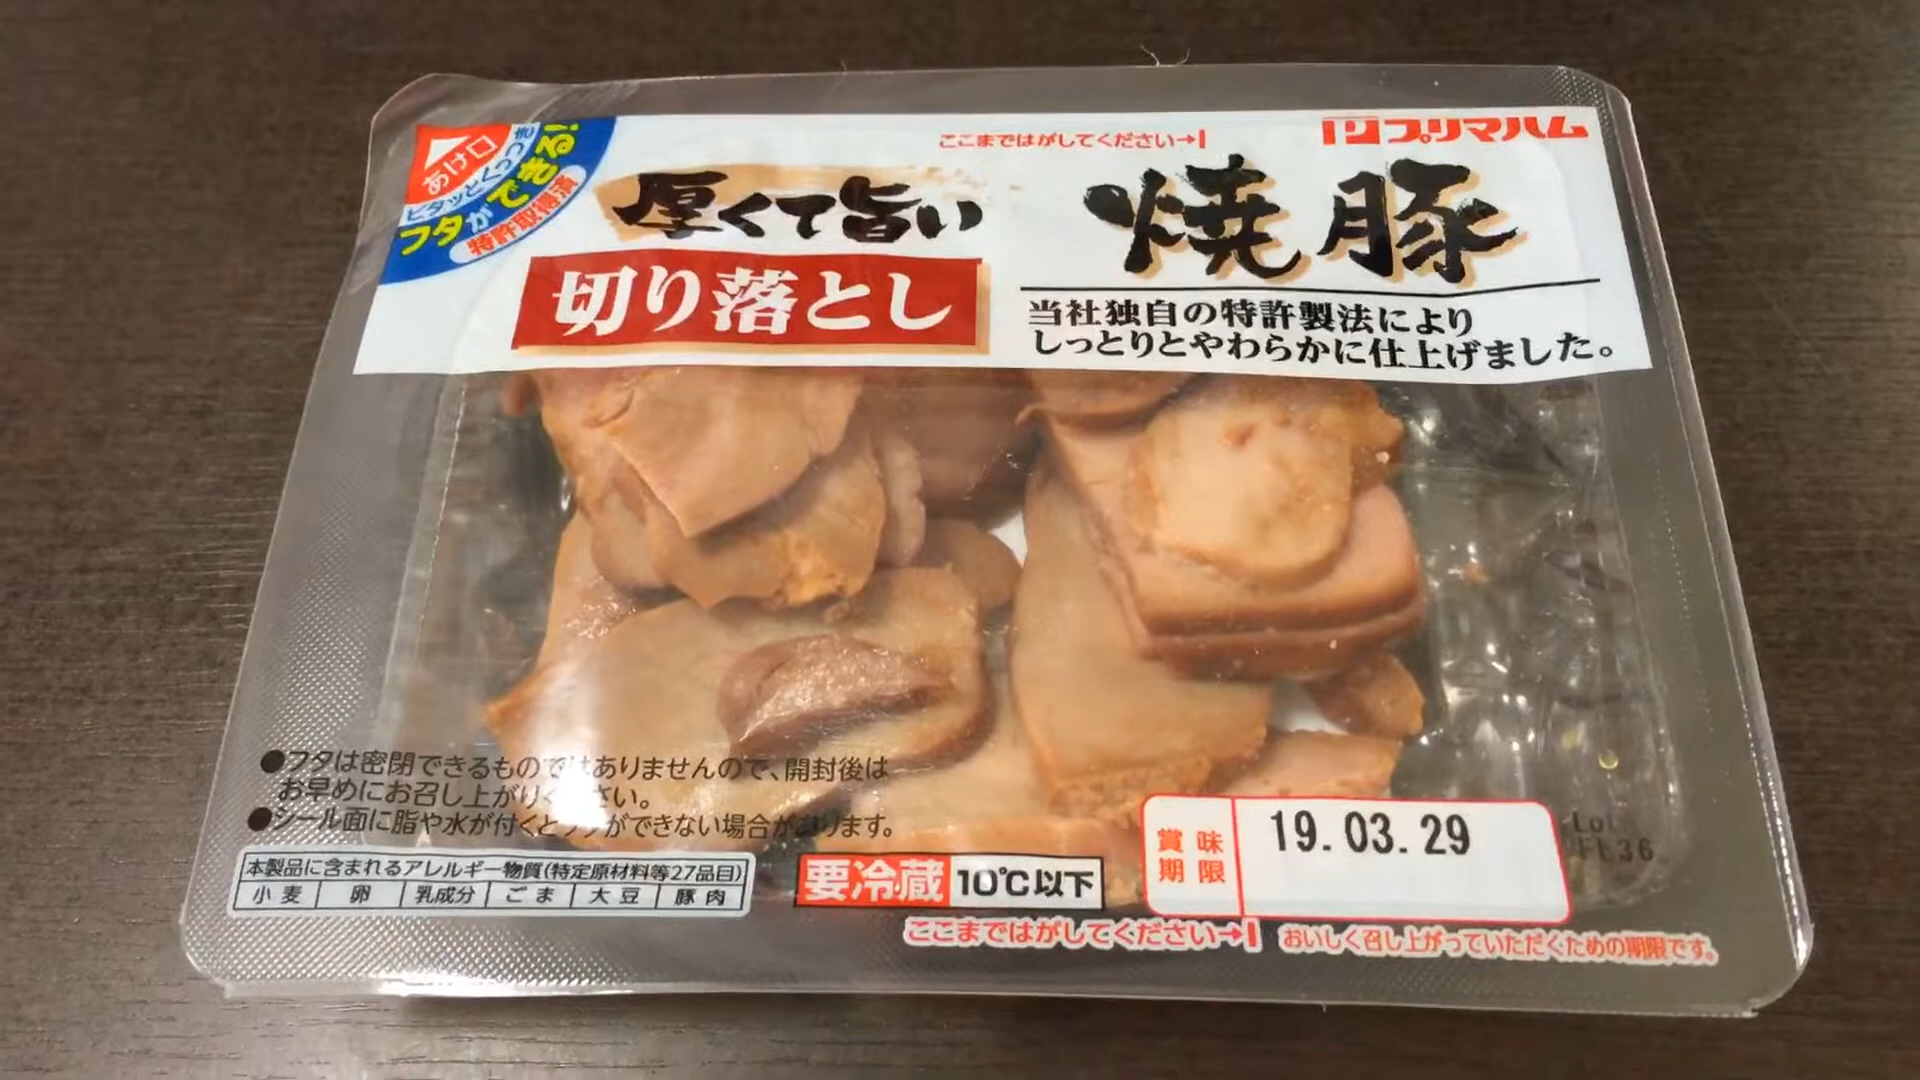 あけ口
ピタッとくっつき
フタができる!
特許取得済
ここまではがしてください→
プリマハム
厚くて旨い
焼豚
切り落とし
当社独自の特許製法により
しっとりとやわらかに仕上げました。
●フタは密閉できるものではありませんので、開封後は
お早めにお召し上がりください。
●シール面に脂や水が付くとフタができない場合があります。
本製品に含まれるアレルギー物質(特定原材料等27品目)
小麦 卵 乳成分 ごま 大豆 豚肉
要冷蔵 10℃以下
賞味期限 19.03.29
ここまではがしてください→
おいしく召し上がっていただくための期限です。